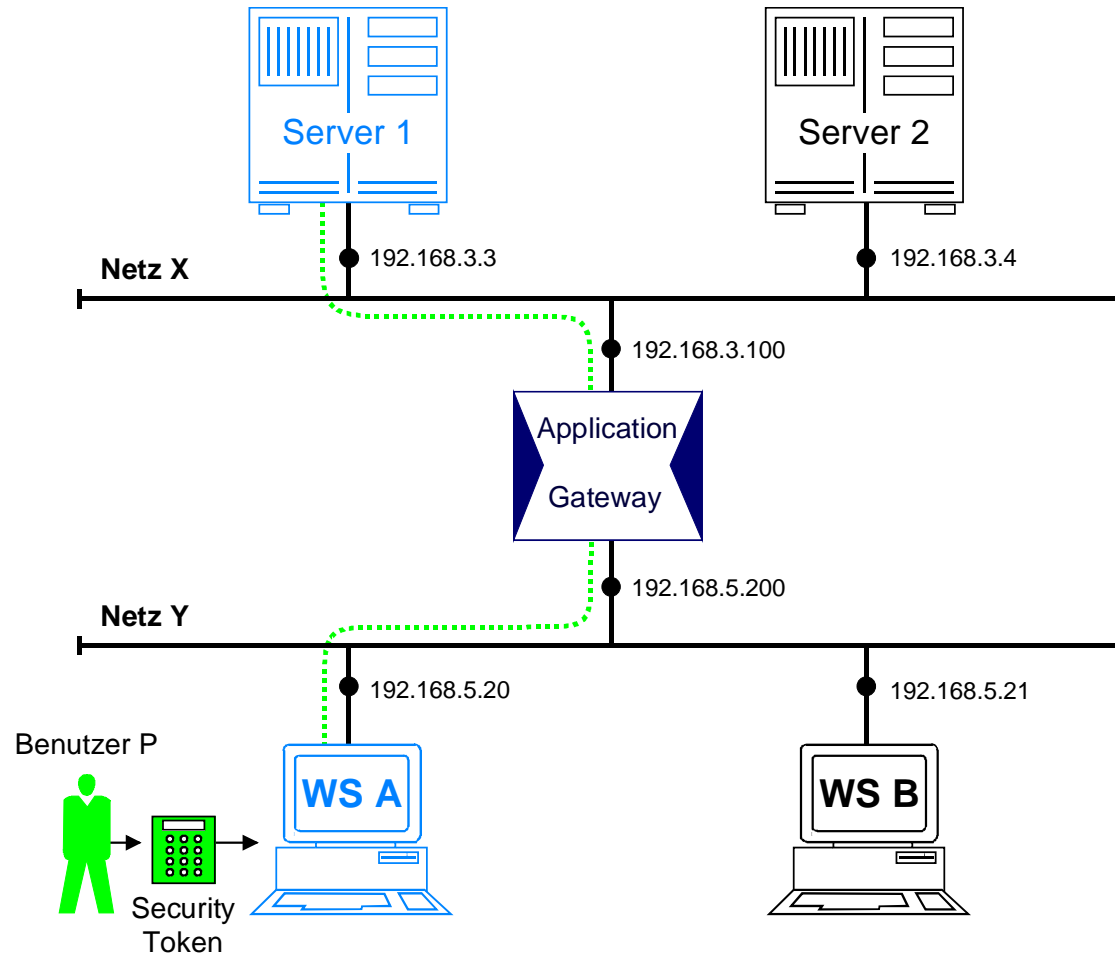 Server 1
Server 2
192.168.3.3
192.168.3.4
Netz X
192.168.3.100
Application
Gateway
192.168.5.200
Netz Y
192.168.5.20
192.168.5.21
Benutzer P
WS A
WS B
Security
Token